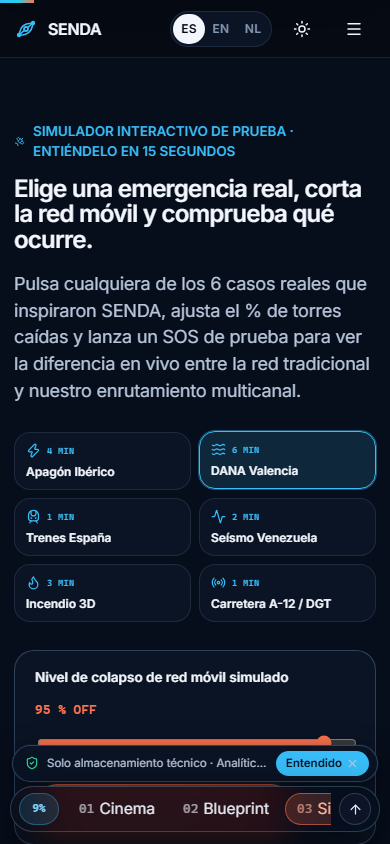 SENDA
ES EN NL
SIMULADOR INTERACTIVO DE PRUEBA ·
ENTIÉNDELO EN 15 SEGUNDOS
Elige una emergencia real, corta
la red móvil y comprueba qué
ocurre.
Pulsa cualquiera de los 6 casos reales que
inspiraron SENDA, ajusta el % de torres
caídas y lanza un SOS de prueba para ver
la diferencia en vivo entre la red tradicional
y nuestro enrutamiento multicanal.
4 MIN
Apagón Ibérico
6 MIN
DANA Valencia
1 MIN
Trenes España
2 MIN
Seísmo Venezuela
3 MIN
Incendio 3D
1 MIN
Carretera A-12 / DGT
Nivel de colapso de red móvil simulado
95 % OFF
Solo almacenamiento técnico · Analític...
Entendido
9%
01 Cinema
02 Blueprint
03 Si